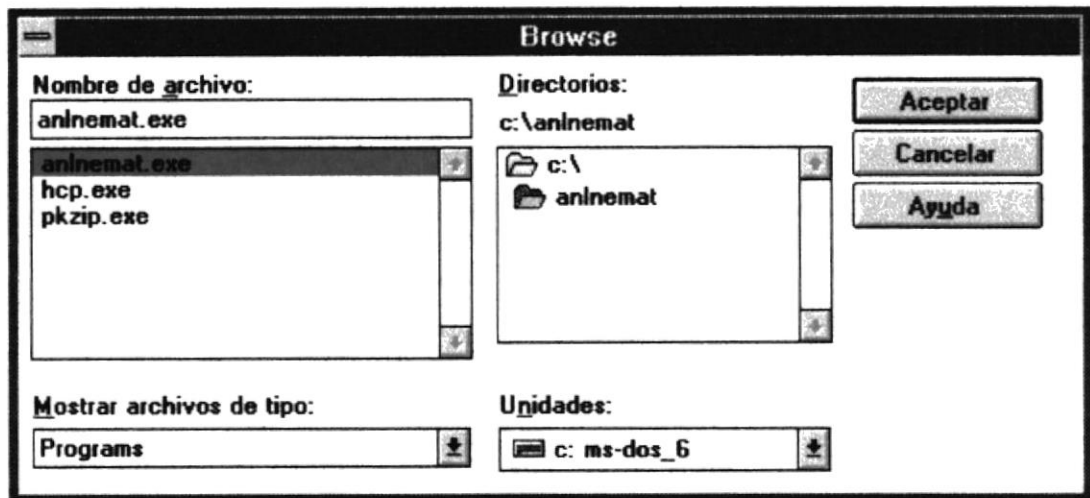 Browse
Nombre de archivo:
anlnemat.exe
anlnemat.exe
hcp.exe
pkzip.exe
Directorios:
c:\anlnemat
c:\
anlnemat
Aceptar
Cancelar
Ayuda
Mostrar archivos de tipo:
Programs
Unidades:
c: ms-dos_6